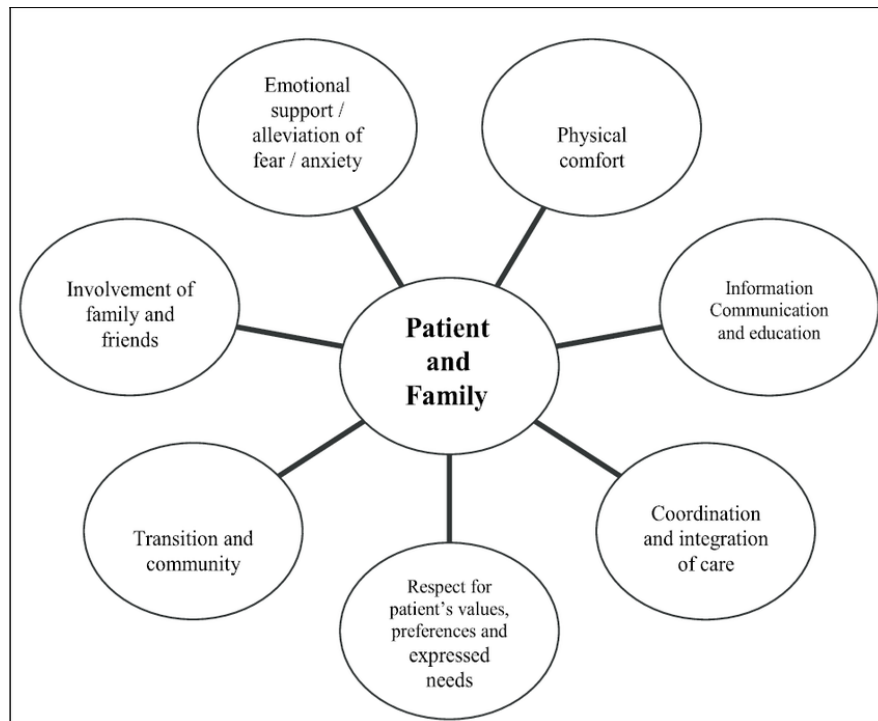 Emotional
support /
alleviation of
fear / anxiety
Physical
comfort
Involvement of
family and
friends
Information
Communication
and education
Patient
and
Family
Transition and
community
Coordination
and integration
of care
Respect for
patient's values,
preferences and
expressed
needs